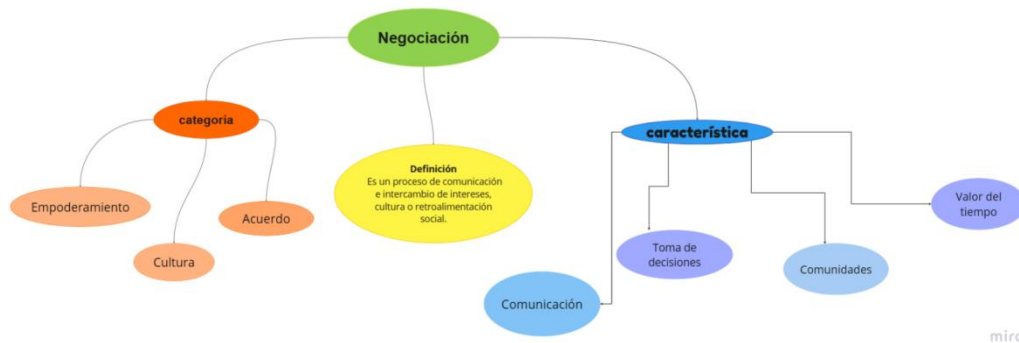 Negociación
categoría
característica
Definición
Es un proceso de comunicación
e intercambio de intereses,
cultura o retroalimentación
social.
Empoderamiento
Acuerdo
Cultura
Valor del
tiempo
Toma de
decisiones
Comunidades
Comunicación
miro